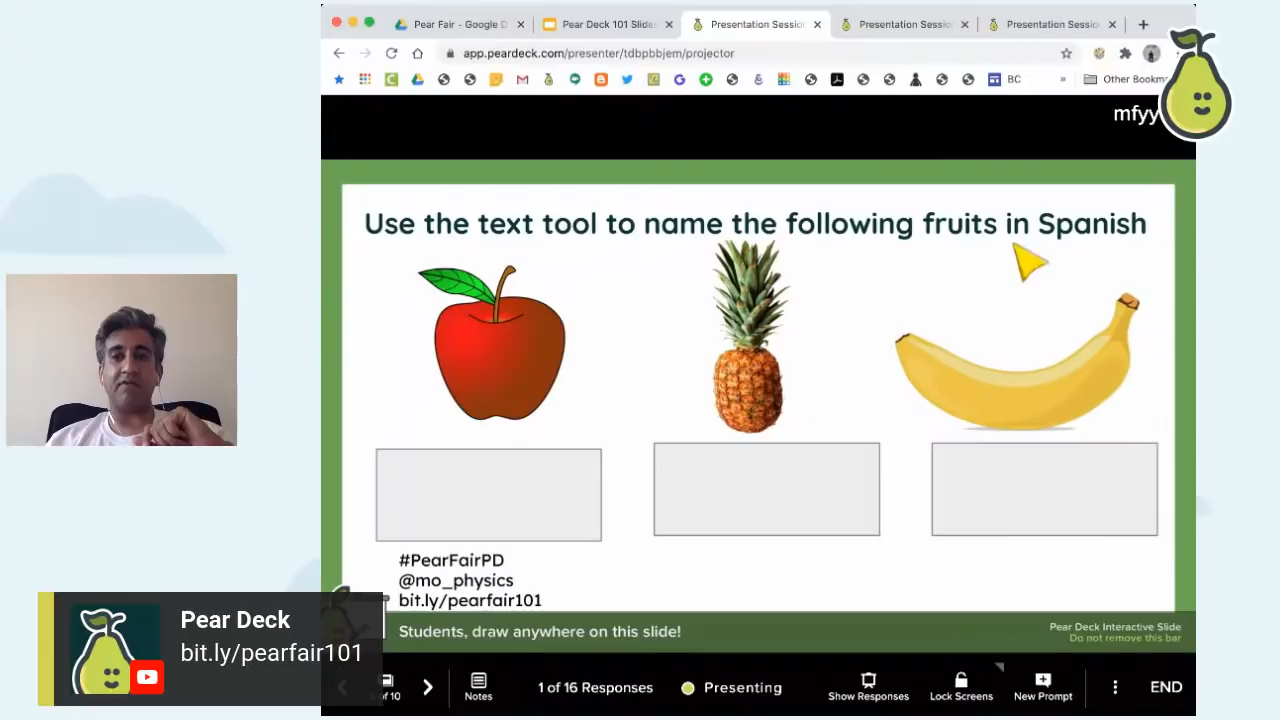 Pear Fair - Google D
Pear Deck 101 Slides
Presentation Sessio
Presentation Sessio
Presentation Sessio
app.peardeck.com/presenter/tdbpbbjem/projector
BC
» Other Bookm
mfyy
Use the text tool to name the following fruits in Spanish
#PearFairPD
@mo_physics
bit.ly/pearfair101
Students, draw anywhere on this slide!
Pear Deck Interactive Slide
Do not remove this bar
Pear Deck
bit.ly/pearfair101
of 10
Notes
1 of 16 Responses
Presenting
Show Responses
Lock Screens
New Prompt
END